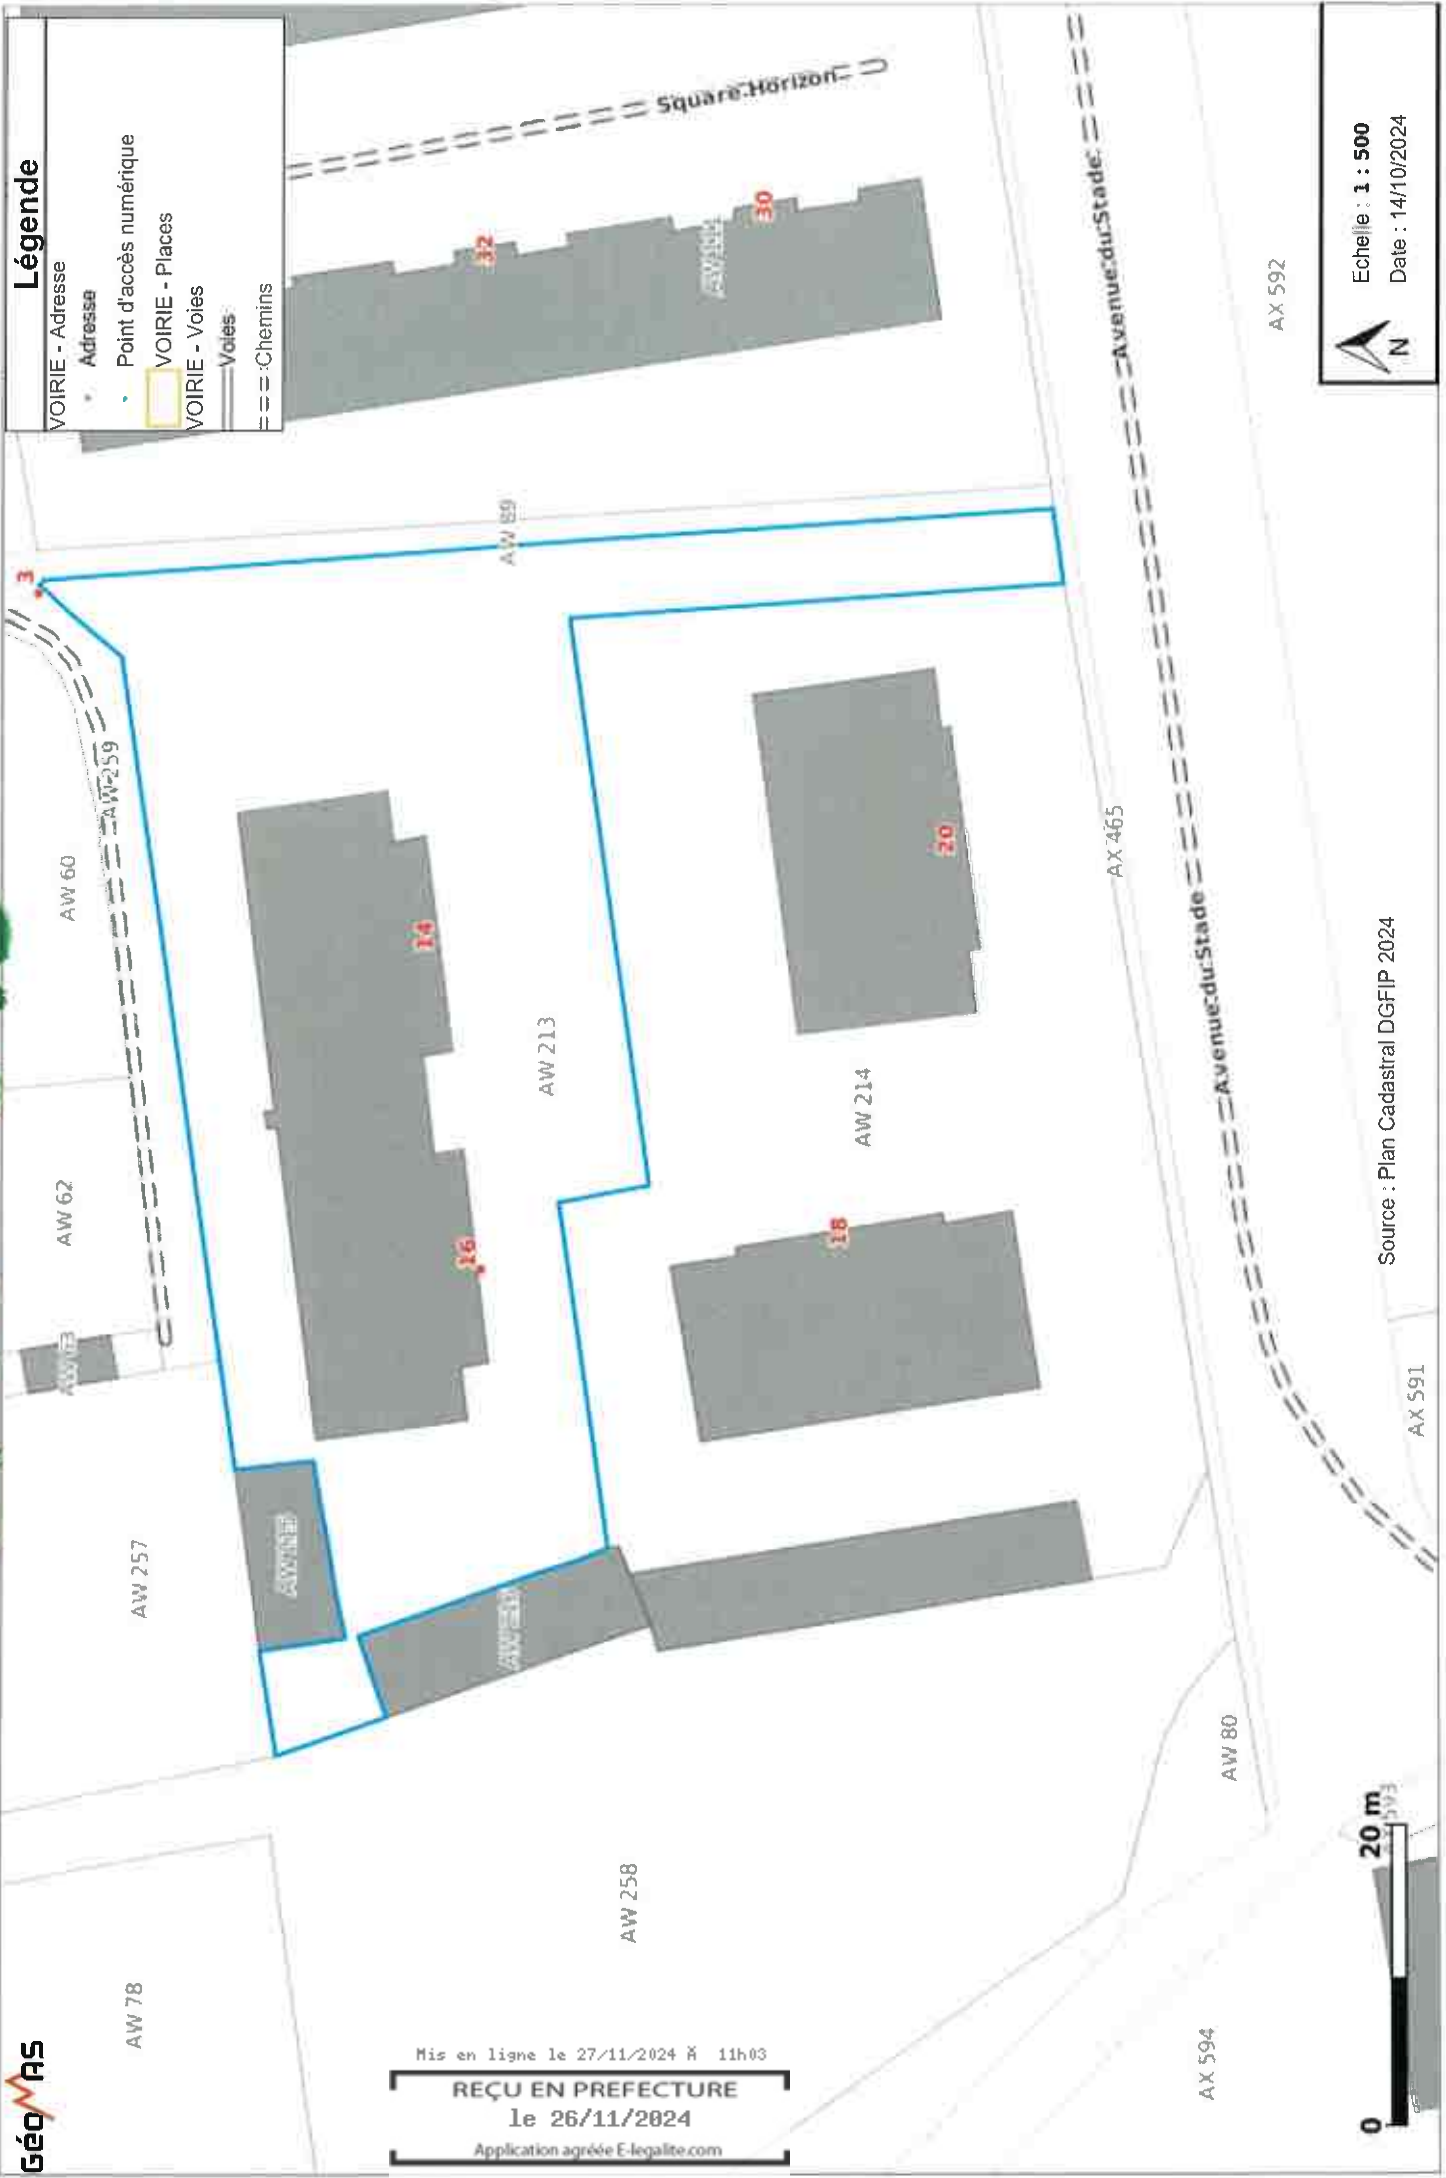 GéoMAS
Légende
VOIRIE - Adresse
Adresse
Point d'accès numérique
VOIRIE - Places
VOIRIE - Voies
Voies
Chemins
Square Horizon
32
30
3
AW 89
AW 259
AW 60
AW 62
AW 257
AW 78
14
16
AW 213
20
18
AW 214
AX 465
Avenue du Stade
Avenue du Stade
AX 592
AX 591
AW 258
AW 80
AX 593
AX 594
Echelle : 1 : 500
Date : 14/10/2024
N
Source : Plan Cadastral DGFIP 2024
0
20 m
Mis en ligne le 27/11/2024 Ã 11h03
REÇU EN PREFECTURE
le 26/11/2024
Application agréée E-legalite.com